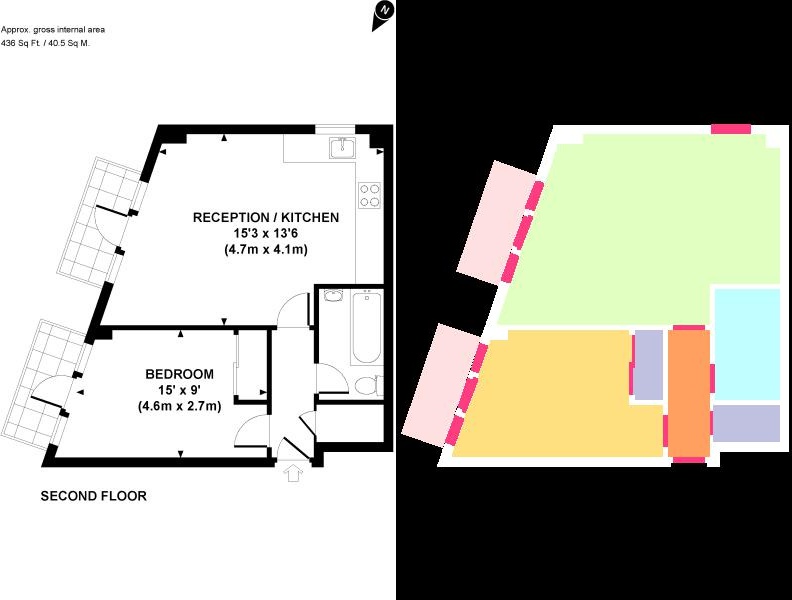 N
Approx. gross internal area
436 Sq Ft. / 40.5 Sq M.
RECEPTION / KITCHEN
15'3 x 13'6
(4.7m x 4.1m)
BEDROOM
15' x 9'
(4.6m x 2.7m)
SECOND FLOOR